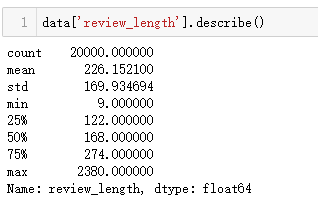 1 data['review_length'].describe()
count 20000.000000
mean 226.152100
std 169.934694
min 9.000000
25% 122.000000
50% 168.000000
75% 274.000000
max 2380.000000
Name: review_length, dtype: float64